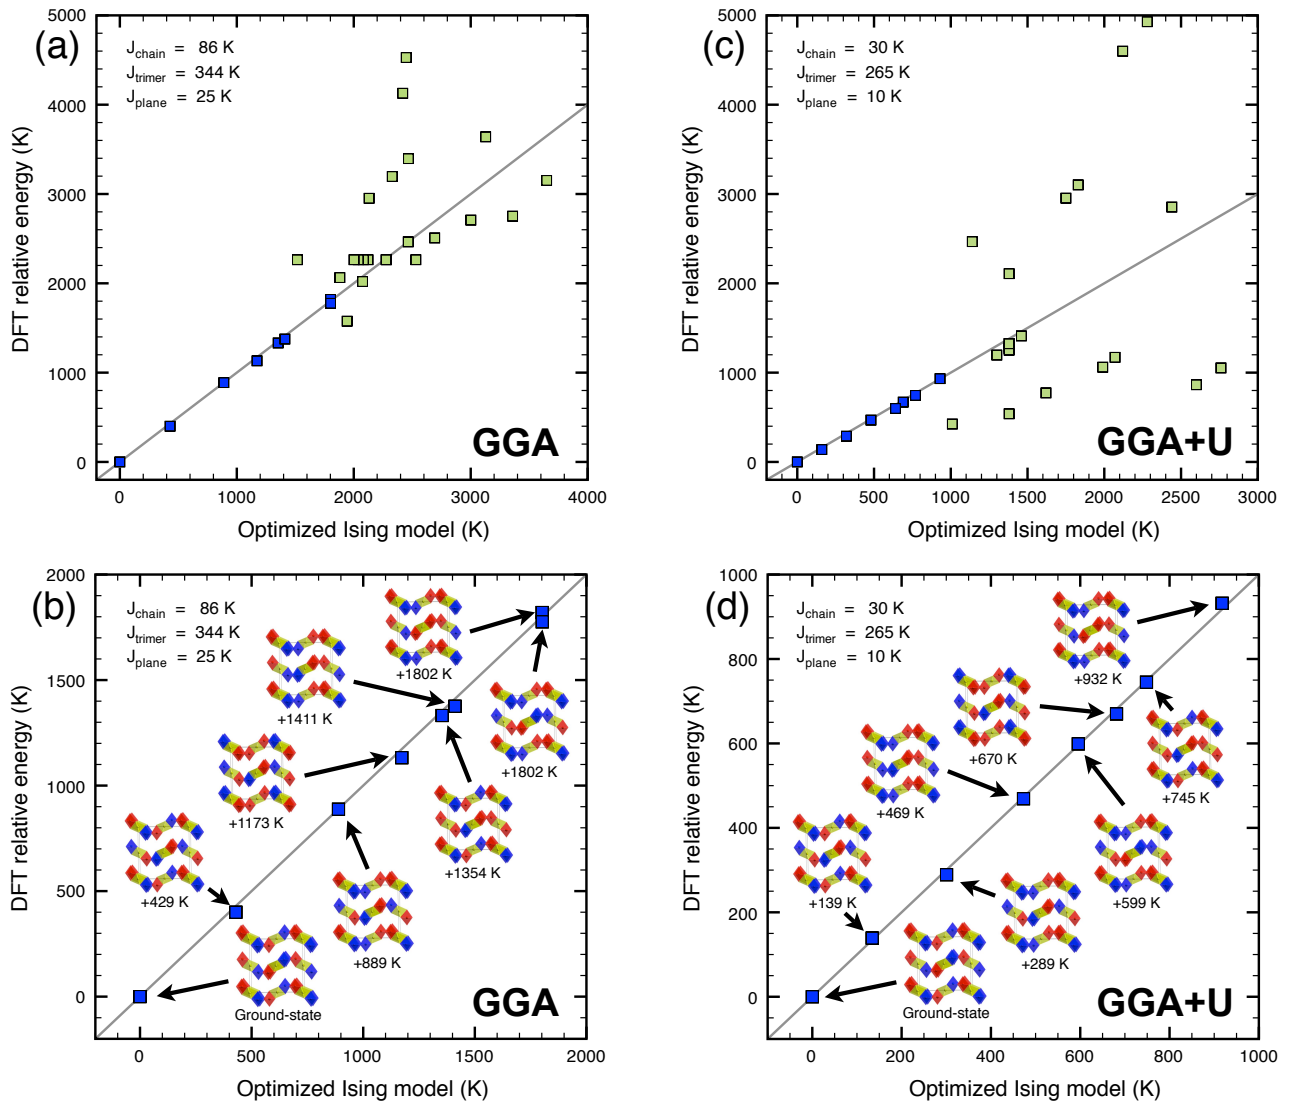 (a)
J_chain = 86 K
J_trimer = 344 K
J_plane = 25 K
5000
4000
3000
2000
1000
0
DFT relative energy (K)
GGA
0 1000 2000 3000 4000
Optimized Ising model (K)
(c)
J_chain = 30 K
J_trimer = 265 K
J_plane = 10 K
5000
4000
3000
2000
1000
0
DFT relative energy (K)
GGA+U
0 500 1000 1500 2000 2500 3000
Optimized Ising model (K)
(b)
J_chain = 86 K
J_trimer = 344 K
J_plane = 25 K
2000
1500
1000
500
0
DFT relative energy (K)
+1802 K
+1411 K
+1802 K
+1173 K
+1354 K
+429 K
+889 K
Ground-state
GGA
0 500 1000 1500 2000
Optimized Ising model (K)
(d)
J_chain = 30 K
J_trimer = 265 K
J_plane = 10 K
1000
800
600
400
200
0
DFT relative energy (K)
+932 K
+670 K
+745 K
+469 K
+139 K
+599 K
+289 K
Ground-state
GGA+U
0 200 400 600 800 1000
Optimized Ising model (K)